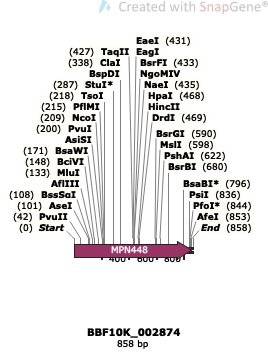 Created with SnapGene®
EaeI (431)
(427) TaqII EagI
(338) ClaI BsrFI (433)
BspDI NgoMIV
(287) StuI* NaeI (435)
(218) TsoI HpaI (468)
(215) PflMI HincII
(209) NcoI DrdI (469)
(200) PvuI BsrGI (590)
AsiSI MslI (598)
(171) BsaWI PshAI (622)
(148) BciVI BsrBI (680)
(133) MluI BsaBI* (796)
AflIII PsiI (836)
(108) BssSαI PfoI* (844)
(101) AseI AfeI (853)
(42) PvuII End (858)
(0) Start
MPN448
400 600 800
BBF10K_002874
858 bp